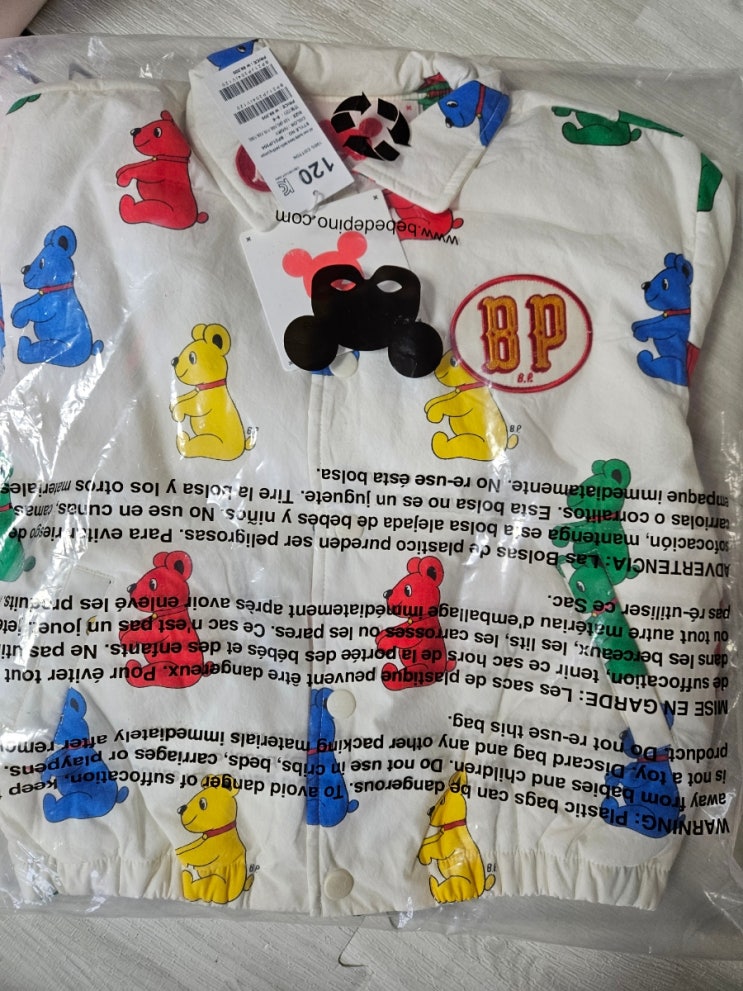 120
BP
B.P.
WARNING: Plastic bags can be dangerous. To avoid danger of suffocation, keep
away from babies and children. Do not use in cribs, beds, carriages or playpens.
is not a toy. Discard bag and any other packing materials immediately after remo
product. Do not re-use this bag.
MISE EN GARDE: Les sacs de plastique peuvent être dangereux. Pour éviter tout
de suffocation, tenir ce sac hors de la portée des bébés et des enfants. Ne pas uti
dans les berceaux, les lits, les carrosses ou les pares. Ce sac n'est pas un jouet.
ou tout autre matériau d'emballage immédiatement après avoir enlevé les produits
pas ré-utiliser ce Sac.
ADVERTENCIA: Las Bolsas de plastico pureden ser peligrosas. Para evitar riesgo de
sofocación, mantenga esta bolsa alejada de bebés y niños. No use en cunas, camas,
carriolas o corralitos. Esta bolsa no es un juguete. Tire la bolsa y los otros materiales
empaque immediatamente. No re-use ésta bolsa.
www.bebedepino.com